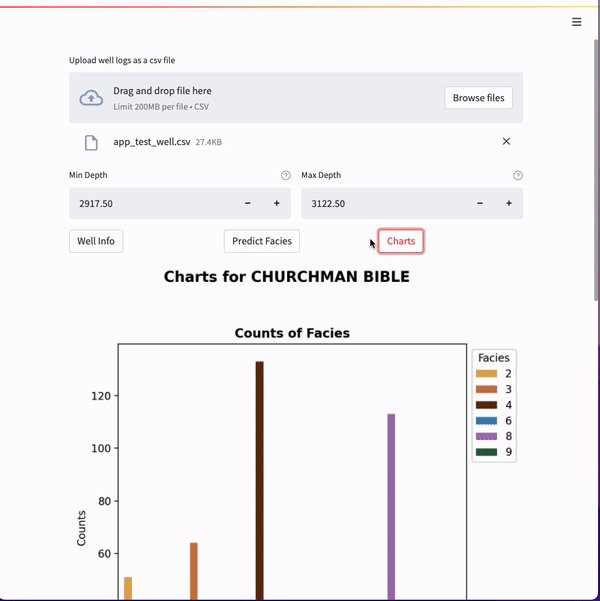 Upload well logs as a csv file
Drag and drop file here
Limit 200MB per file • CSV
Browse files
app_test_well.csv 27.4KB
Min Depth
Max Depth
2917.50
3122.50
Well Info
Predict Facies
Charts
Charts for CHURCHMAN BIBLE
Counts of Facies
Facies
2
3
4
6
8
9
120
100
80
60
Counts